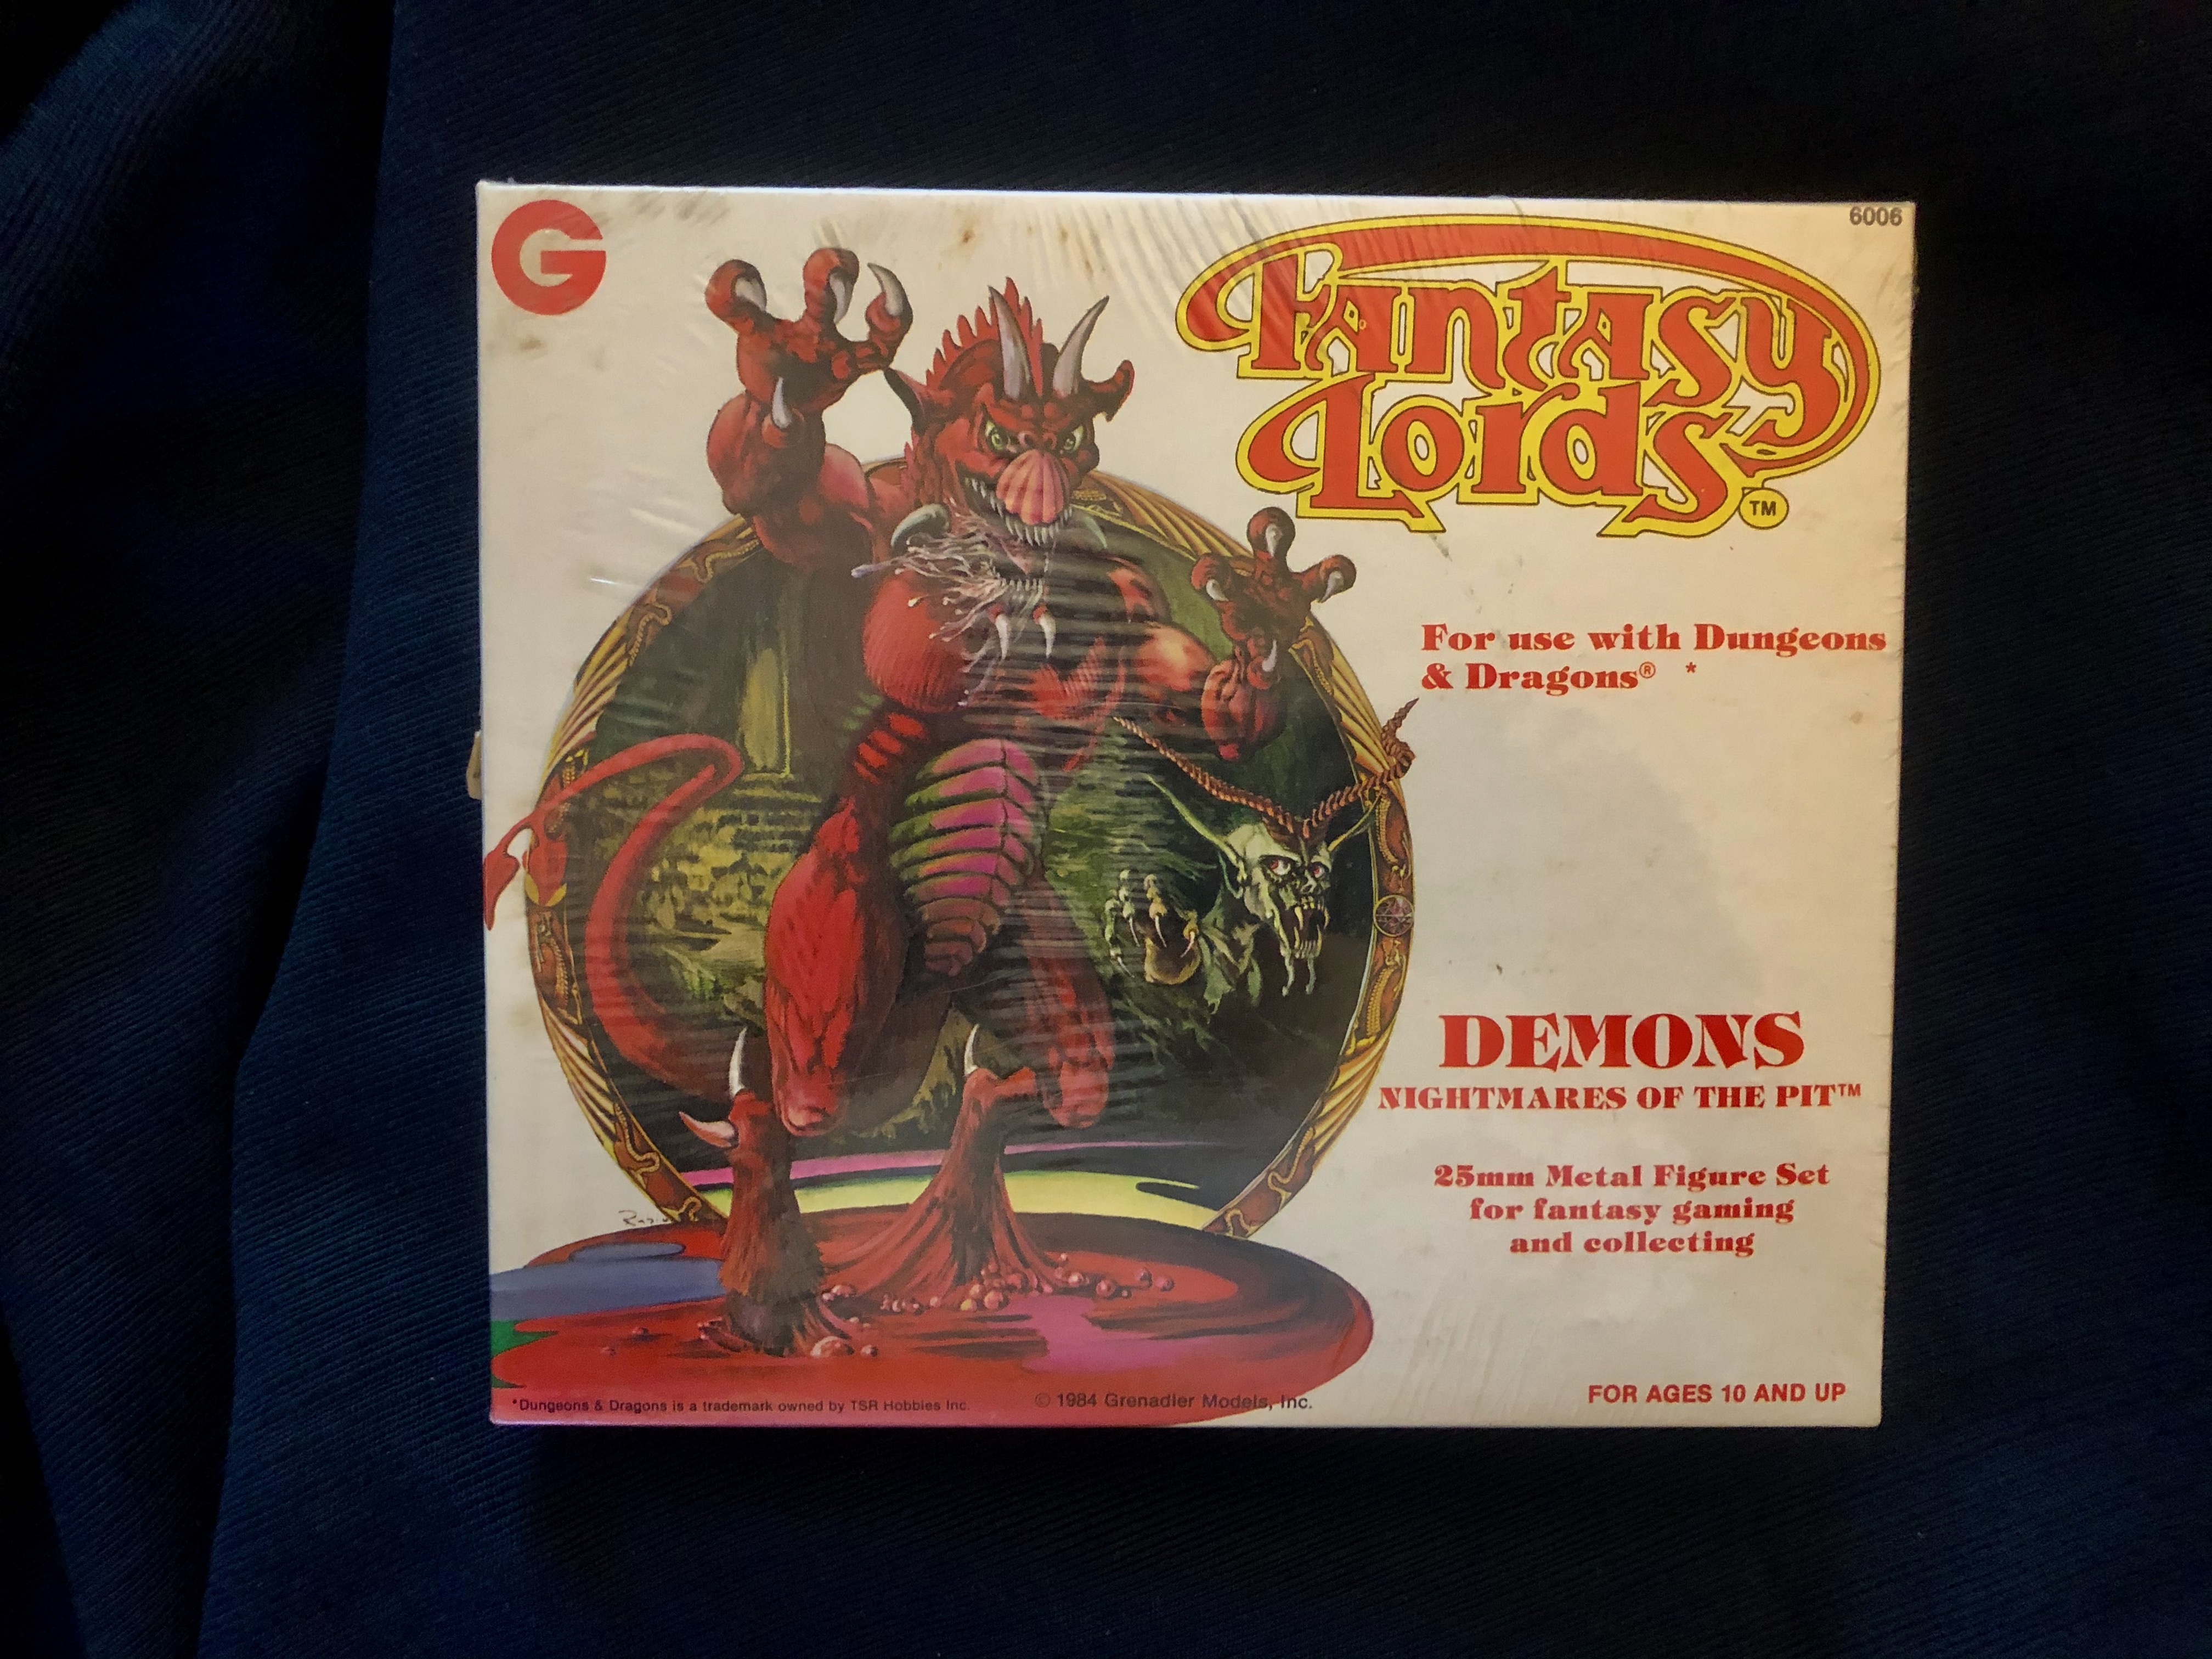 G
6006
Fantasy
Lords
TM
For use with Dungeons
& Dragons® *
DEMONS
NIGHTMARES OF THE PIT™
25mm Metal Figure Set
for fantasy gaming
and collecting
*Dungeons & Dragons is a trademark owned by TSR Hobbies Inc.
© 1984 Grenadier Models, Inc.
FOR AGES 10 AND UP